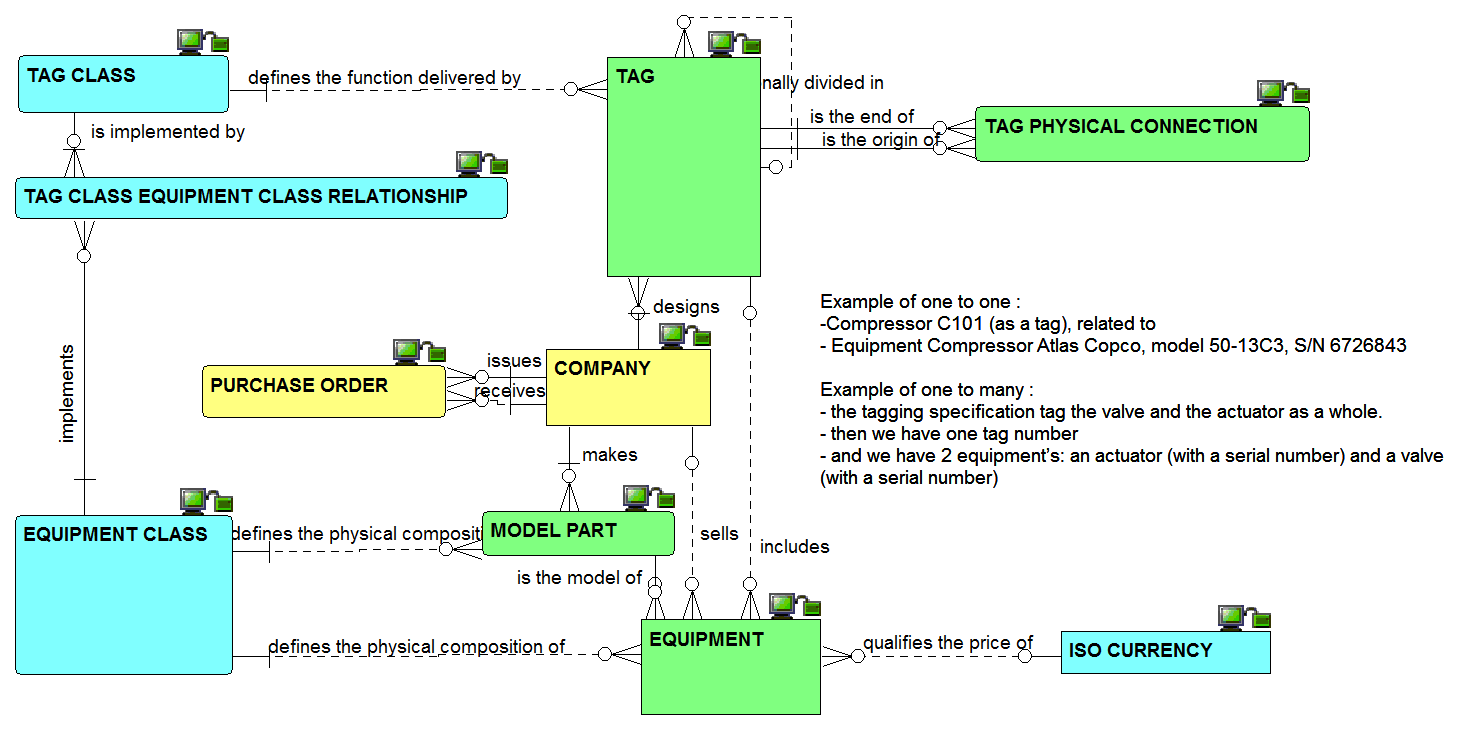 TAG CLASS
defines the function delivered by
TAG
nally divided in
is the end of
is the origin of
TAG PHYSICAL CONNECTION
is implemented by
TAG CLASS EQUIPMENT CLASS RELATIONSHIP
designs
Example of one to one :
-Compressor C101 (as a tag), related to
- Equipment Compressor Atlas Copco, model 50-13C3, S/N 6726843
Example of one to many :
- the tagging specification tag the valve and the actuator as a whole.
- then we have one tag number
- and we have 2 equipment's: an actuator (with a serial number) and a valve
(with a serial number)
implements
PURCHASE ORDER
issues
receives
COMPANY
makes
EQUIPMENT CLASS
defines the physical compositi
MODEL PART
sells
includes
is the model of
defines the physical composition of
EQUIPMENT
qualifies the price of
ISO CURRENCY